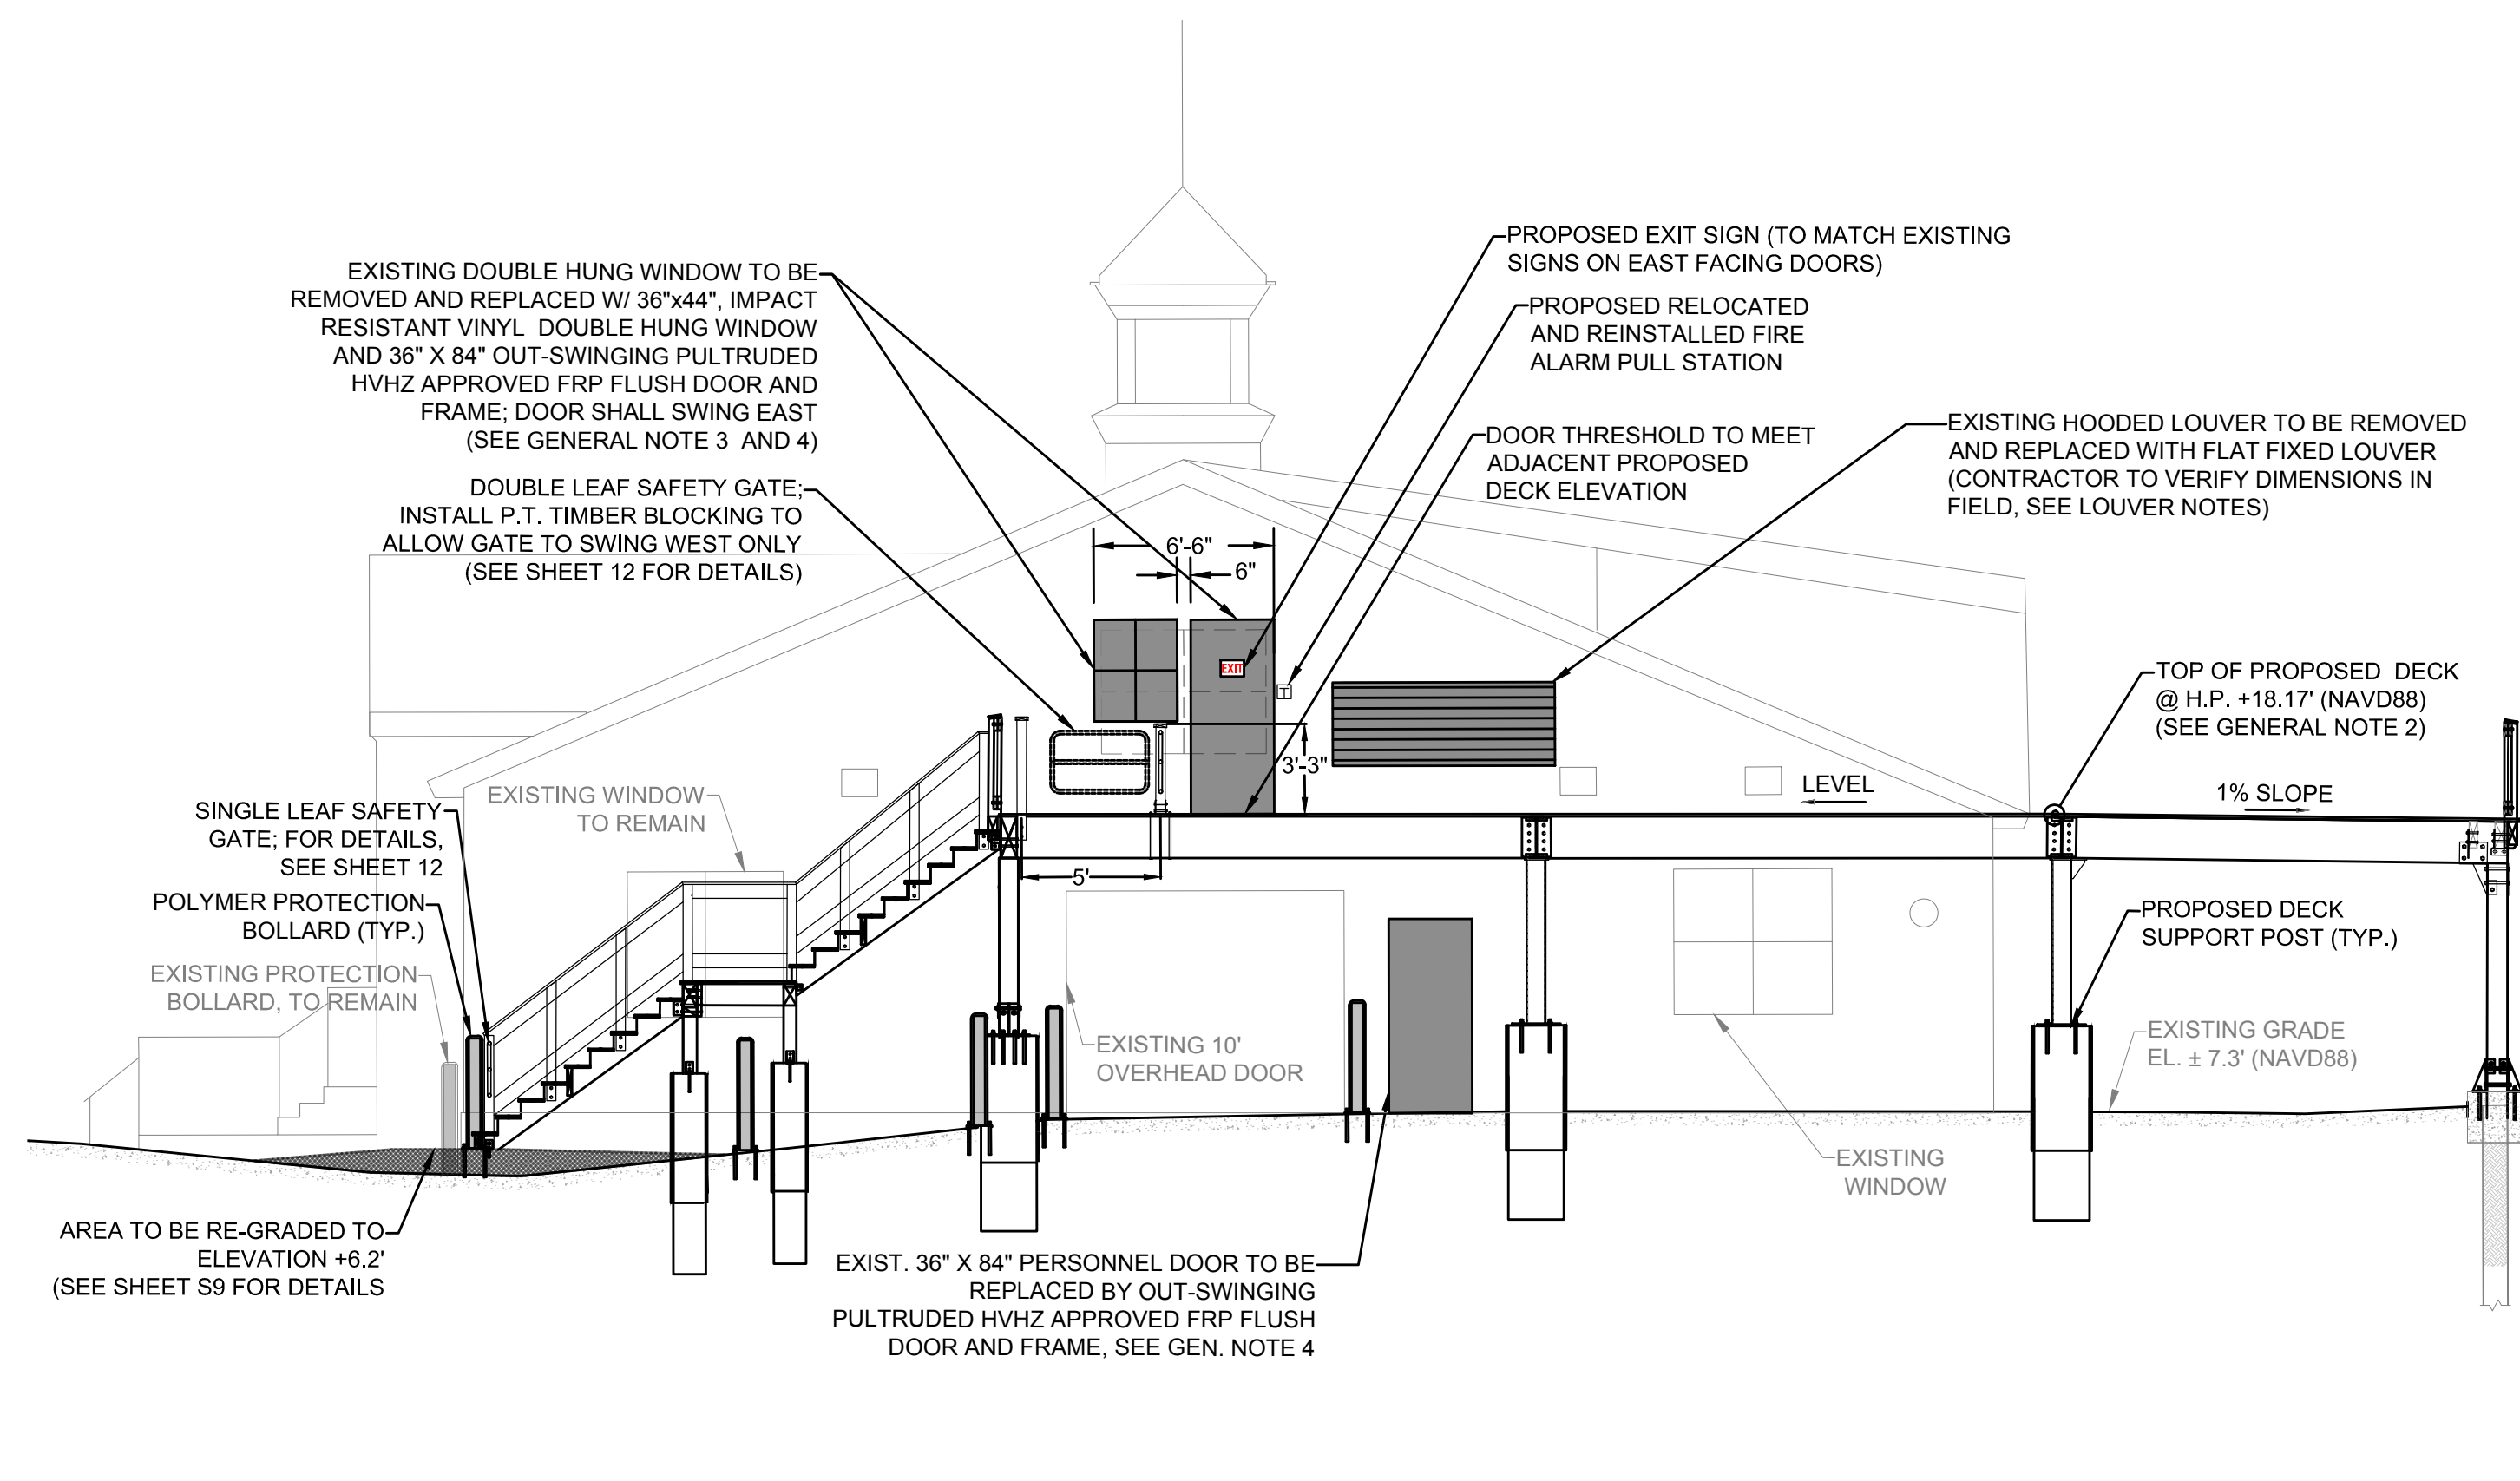 EXISTING DOUBLE HUNG WINDOW TO BE
REMOVED AND REPLACED W/ 36"x44", IMPACT
RESISTANT VINYL DOUBLE HUNG WINDOW
AND 36" X 84" OUT-SWINGING PULTRUDED
HVHZ APPROVED FRP FLUSH DOOR AND
FRAME; DOOR SHALL SWING EAST
(SEE GENERAL NOTE 3 AND 4)
DOUBLE LEAF SAFETY GATE;
INSTALL P.T. TIMBER BLOCKING TO
ALLOW GATE TO SWING WEST ONLY
(SEE SHEET 12 FOR DETAILS)
PROPOSED EXIT SIGN (TO MATCH EXISTING
SIGNS ON EAST FACING DOORS)
PROPOSED RELOCATED
AND REINSTALLED FIRE
ALARM PULL STATION
DOOR THRESHOLD TO MEET
ADJACENT PROPOSED
DECK ELEVATION
EXISTING HOODED LOUVER TO BE REMOVED
AND REPLACED WITH FLAT FIXED LOUVER
(CONTRACTOR TO VERIFY DIMENSIONS IN
FIELD, SEE LOUVER NOTES)
6'-6"
6"
EXIT
T
3'-3"
TOP OF PROPOSED DECK
@ H.P. +18.17' (NAVD88)
(SEE GENERAL NOTE 2)
LEVEL
1% SLOPE
EXISTING WINDOW
TO REMAIN
SINGLE LEAF SAFETY
GATE; FOR DETAILS,
SEE SHEET 12
POLYMER PROTECTION
BOLLARD (TYP.)
EXISTING PROTECTION
BOLLARD, TO REMAIN
5'
PROPOSED DECK
SUPPORT POST (TYP.)
EXISTING 10'
OVERHEAD DOOR
EXISTING GRADE
EL. ± 7.3' (NAVD88)
EXISTING
WINDOW
AREA TO BE RE-GRADED TO
ELEVATION +6.2'
(SEE SHEET S9 FOR DETAILS
EXIST. 36" X 84" PERSONNEL DOOR TO BE
REPLACED BY OUT-SWINGING
PULTRUDED HVHZ APPROVED FRP FLUSH
DOOR AND FRAME, SEE GEN. NOTE 4